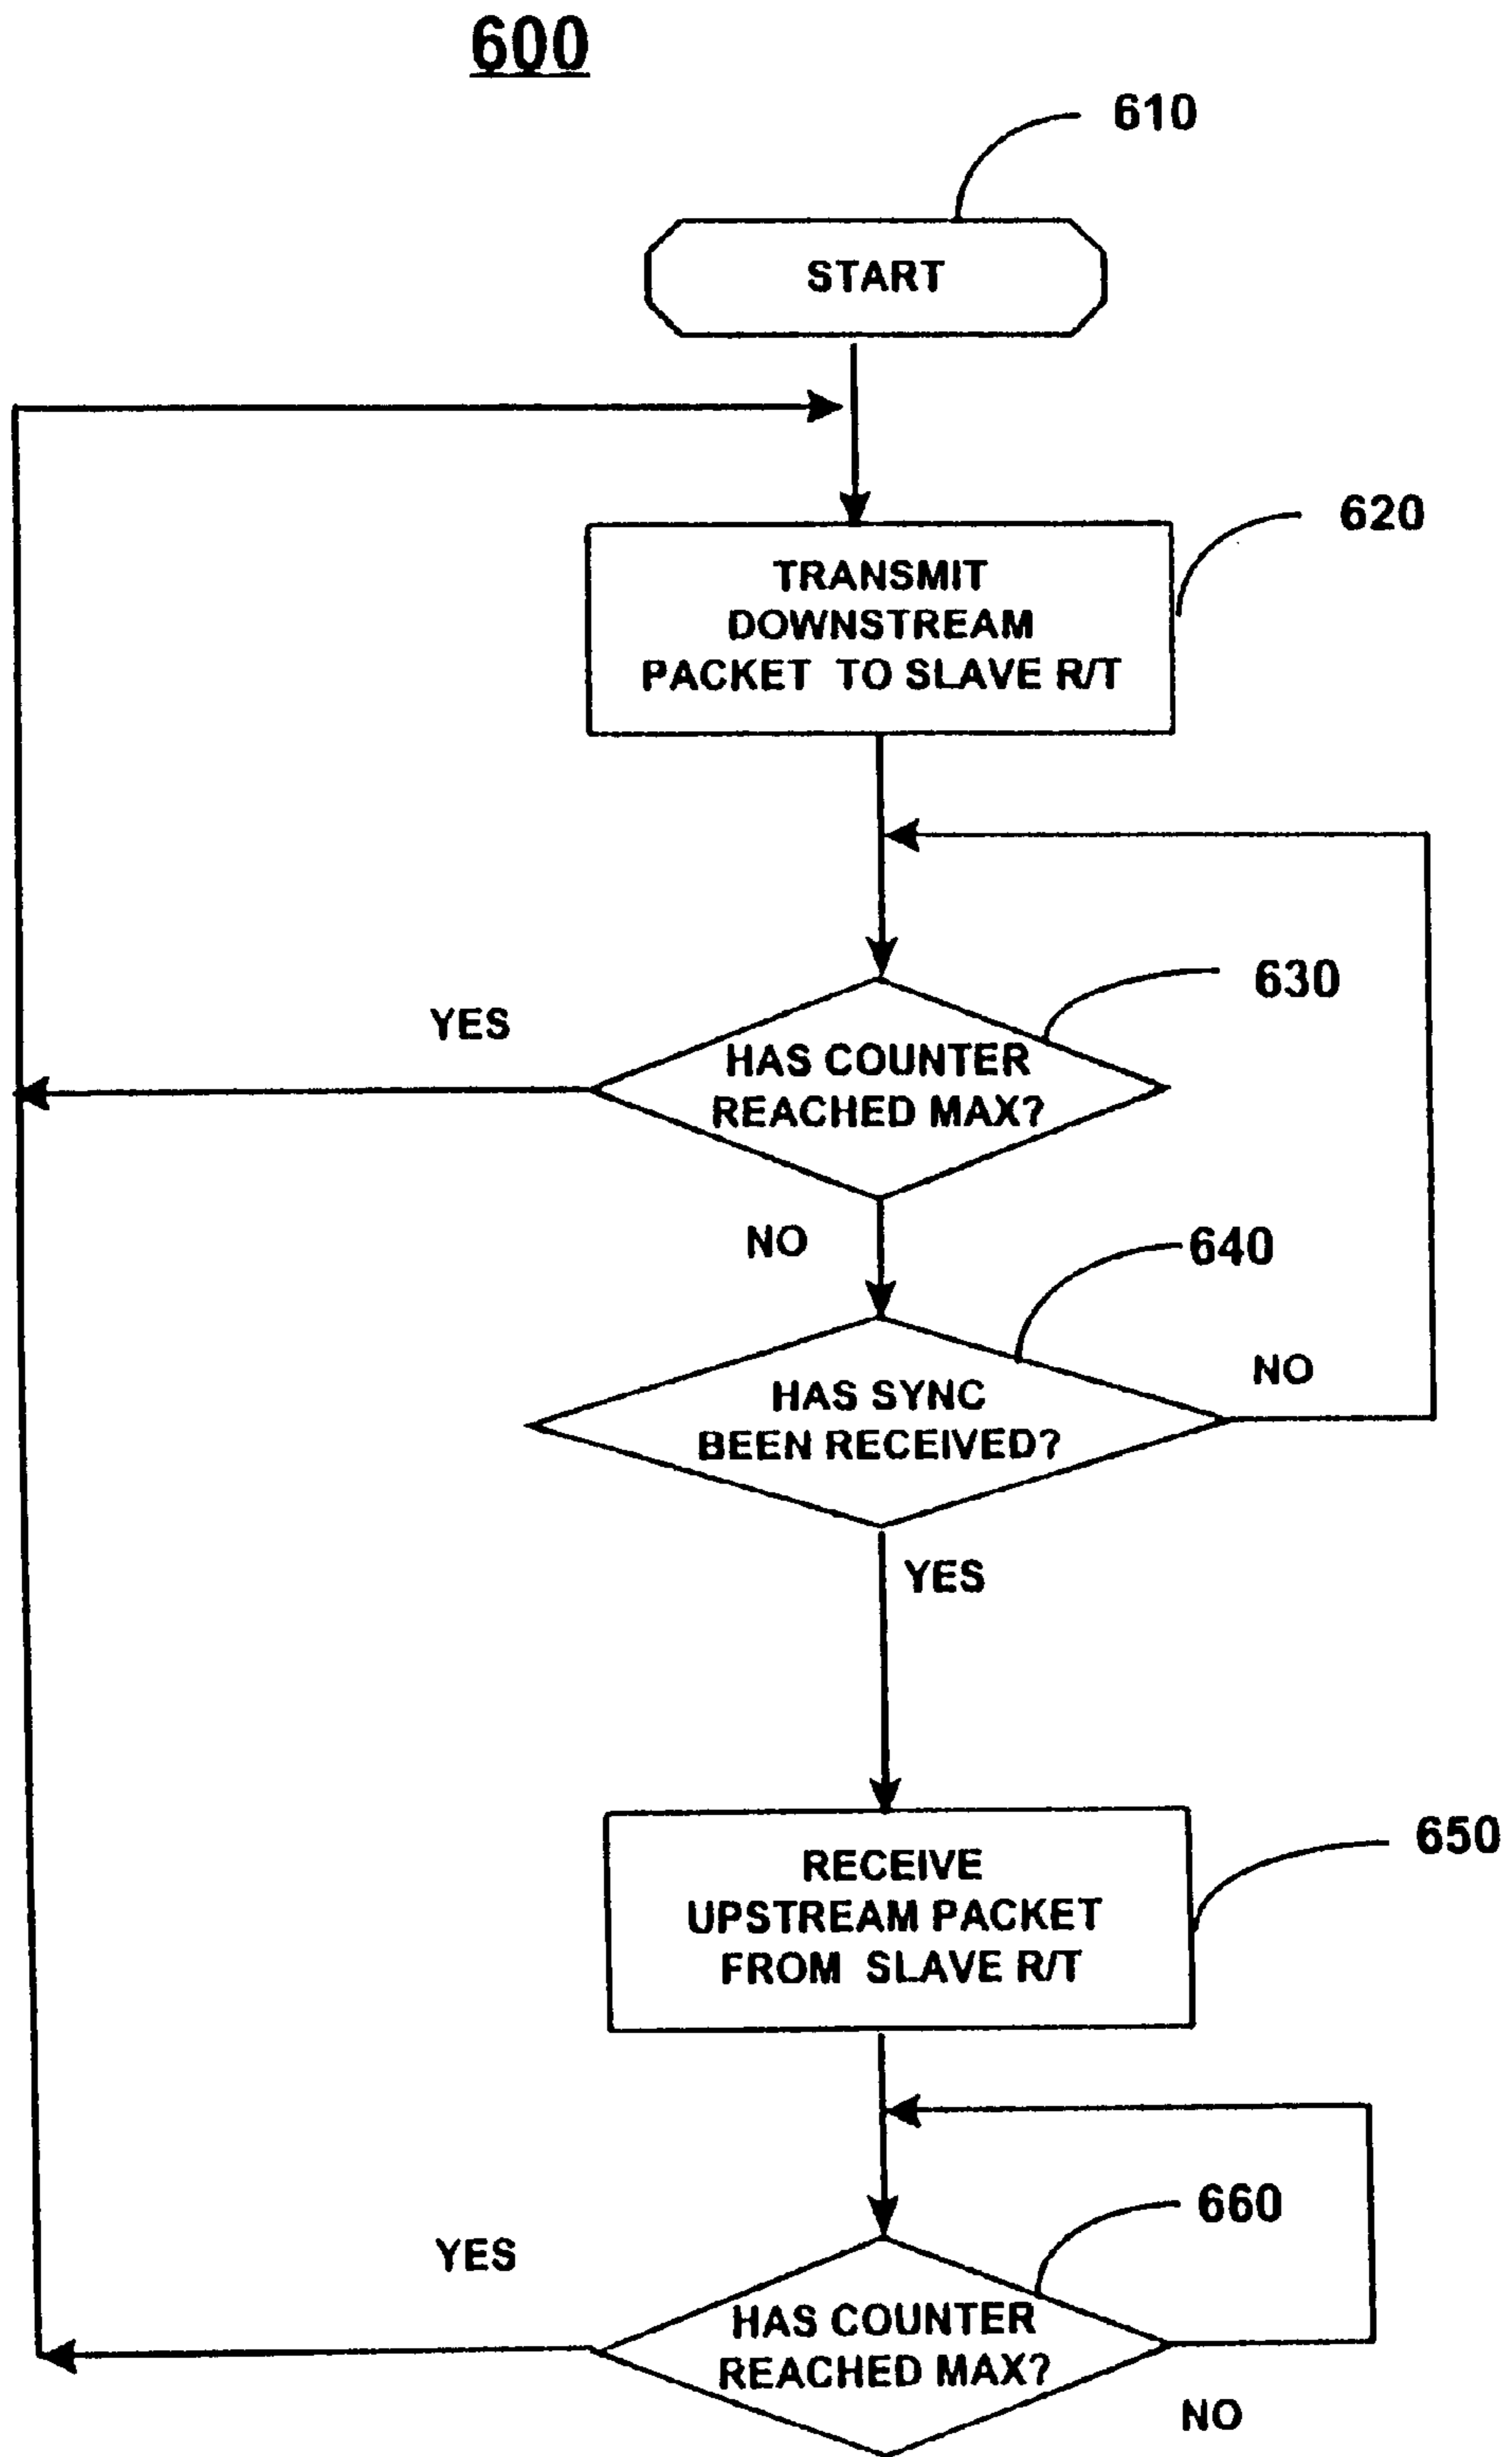 600
610
START
620
TRANSMIT
DOWNSTREAM
PACKET TO SLAVE R/T
630
YES
HAS COUNTER
REACHED MAX?
NO
640
NO
HAS SYNC
BEEN RECEIVED?
YES
650
RECEIVE
UPSTREAM PACKET
FROM SLAVE R/T
660
YES
HAS COUNTER
REACHED MAX?
NO